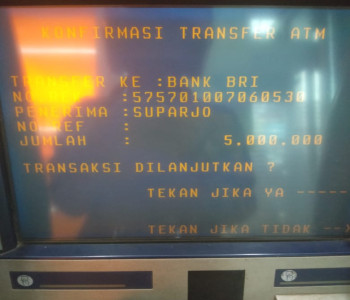 KONFIRMASI TRANSFER ATM
TRANSFER KE :BANK BRI
:575701007060530
PENERIMA :SUPARJO
NO REF :
JUMLAH : 5.000.000
TRANSAKSI DILANJUTKAN ?
TEKAN JIKA YA -----
TEKAN JIKA TIDAK --